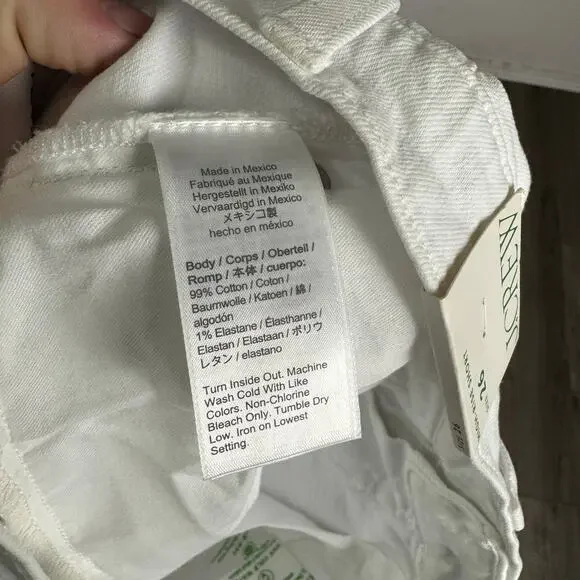 Made in Mexico
Fabriqué au Mexique
Hergestellt in Mexiko
Vervaardigd in Mexico
メキシコ製
hecho en méxico
Body / Corps / Oberteil /
Romp / 本体 / cuerpo:
99% Cotton / Coton /
Baumwolle / Katoen / 綿 /
algodón
1% Elastane / Élasthanne /
Elastan / Elastaan / ポリウ
レタン / elastano
Turn Inside Out. Machine
Wash Cold With Like
Colors. Non-Chlorine
Bleach Only. Tumble Dry
Low. Iron on Lowest
Setting.
J.CREW
26